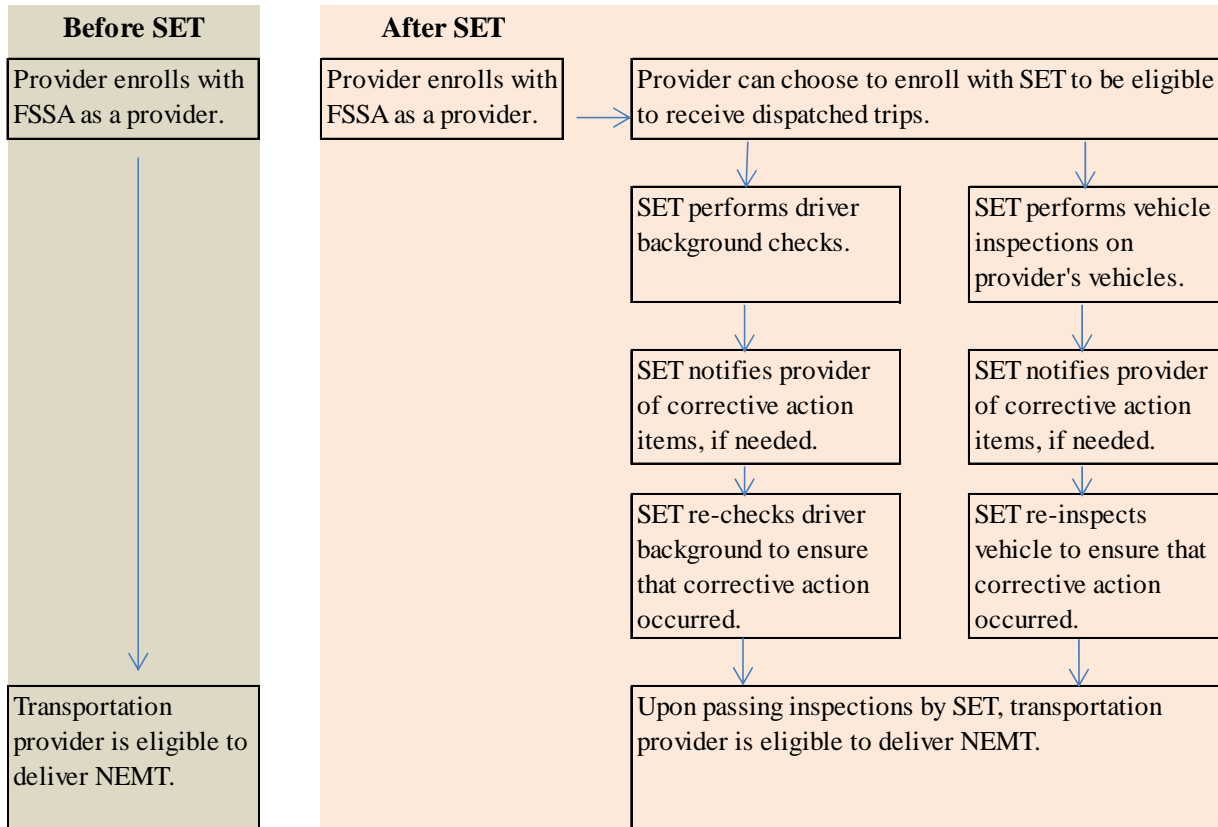 Before SET
Provider enrolls with
FSSA as a provider.
Transportation
provider is eligible to
deliver NEMT.
After SET
Provider enrolls with
FSSA as a provider.
Provider can choose to enroll with SET to be eligible
to receive dispatched trips.
SET performs driver
background checks.
SET notifies provider
of corrective action
items, if needed.
SET re-checks driver
background to ensure
that corrective action
occurred.
SET performs vehicle
inspections on
provider's vehicles.
SET notifies provider
of corrective action
items, if needed.
SET re-inspects
vehicle to ensure that
corrective action
occurred.
Upon passing inspections by SET, transportation
provider is eligible to deliver NEMT.